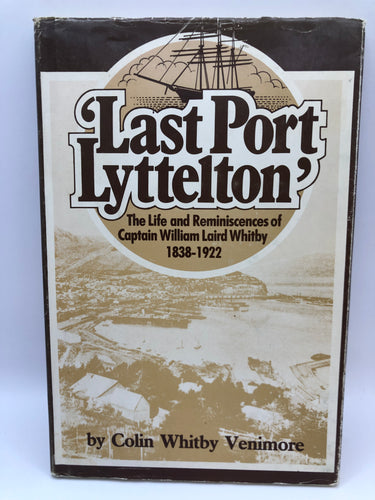 'Last Port
Lyttelton'
The Life and Reminiscences of
Captain William Laird Whitby
1838-1922
by Colin Whitby Venimore